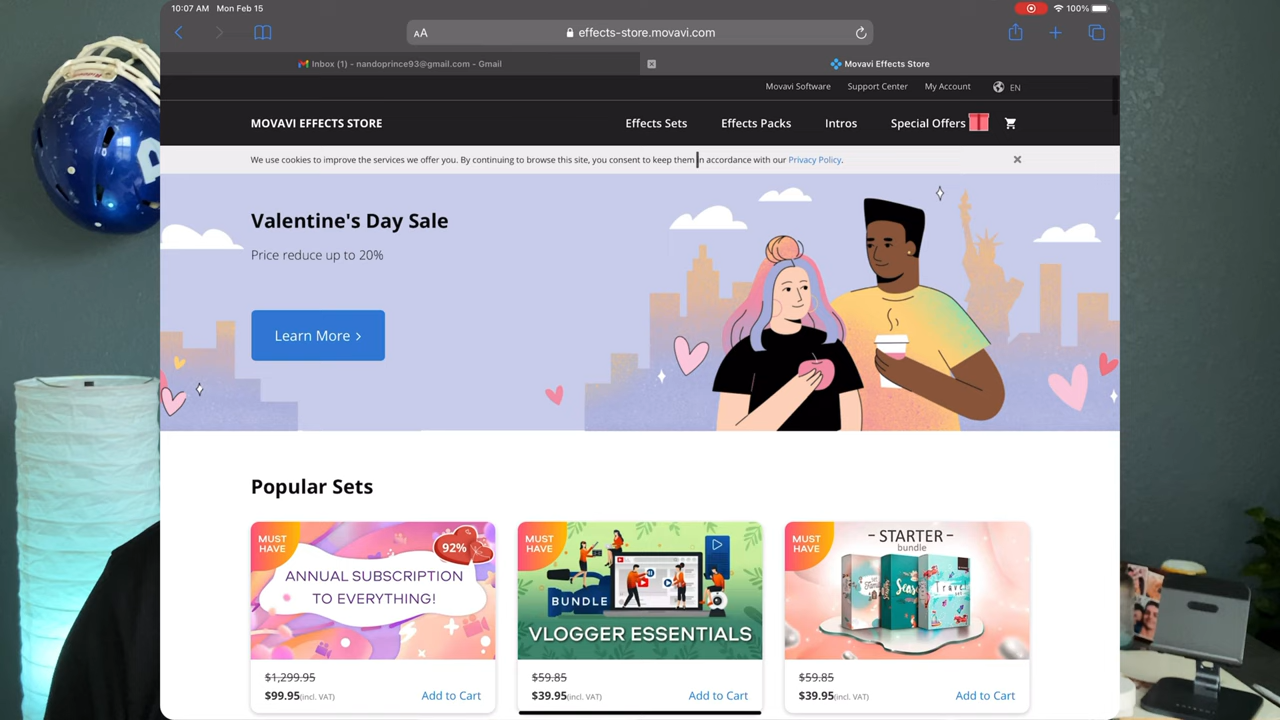 10:07 AM Mon Feb 15
100%
AA
effects-store.movavi.com
Inbox (1) - nandoprince93@gmail.com - Gmail
Movavi Effects Store
Movavi Software
Support Center
My Account
EN
MOVAVI EFFECTS STORE
Effects Sets
Effects Packs
Intros
Special Offers
We use cookies to improve the services we offer you. By continuing to browse this site, you consent to keep them in accordance with our Privacy Policy.
Valentine's Day Sale
Price reduce up to 20%
Learn More >
Popular Sets
MUST HAVE
92%
ANNUAL SUBSCRIPTION
TO EVERYTHING!
$1,299.95
$99.95(incl. VAT)
Add to Cart
MUST HAVE
BUNDLE
VLOGGER ESSENTIALS
$59.85
$39.95(incl. VAT)
Add to Cart
MUST HAVE
- STARTER -
bundle
$59.85
$39.95(incl. VAT)
Add to Cart